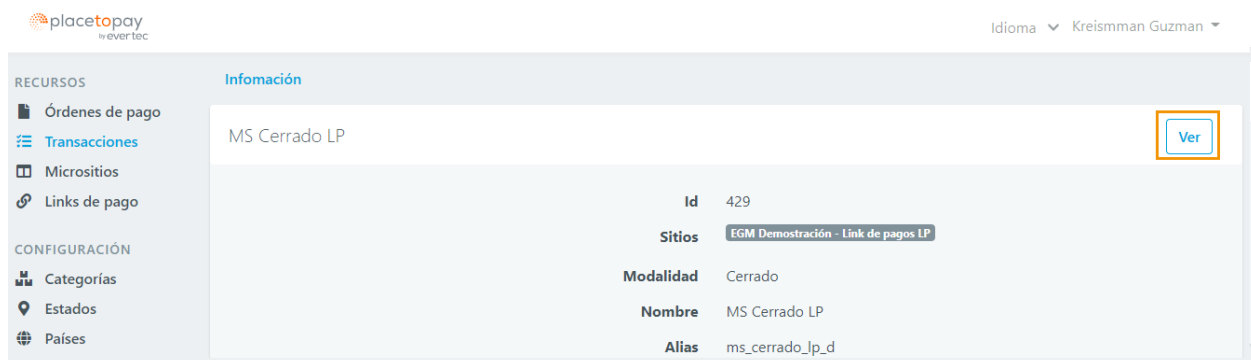 placetopay
by evertec
Idioma Kreismman Guzman
RECURSOS
Órdenes de pago
Transacciones
Micrositios
Links de pago
CONFIGURACIÓN
Categorías
Estados
Países
Infomación
MS Cerrado LP Ver
Id 429
Sitios EGM Demostración - Link de pagos LP
Modalidad Cerrado
Nombre MS Cerrado LP
Alias ms_cerrado_lp_d